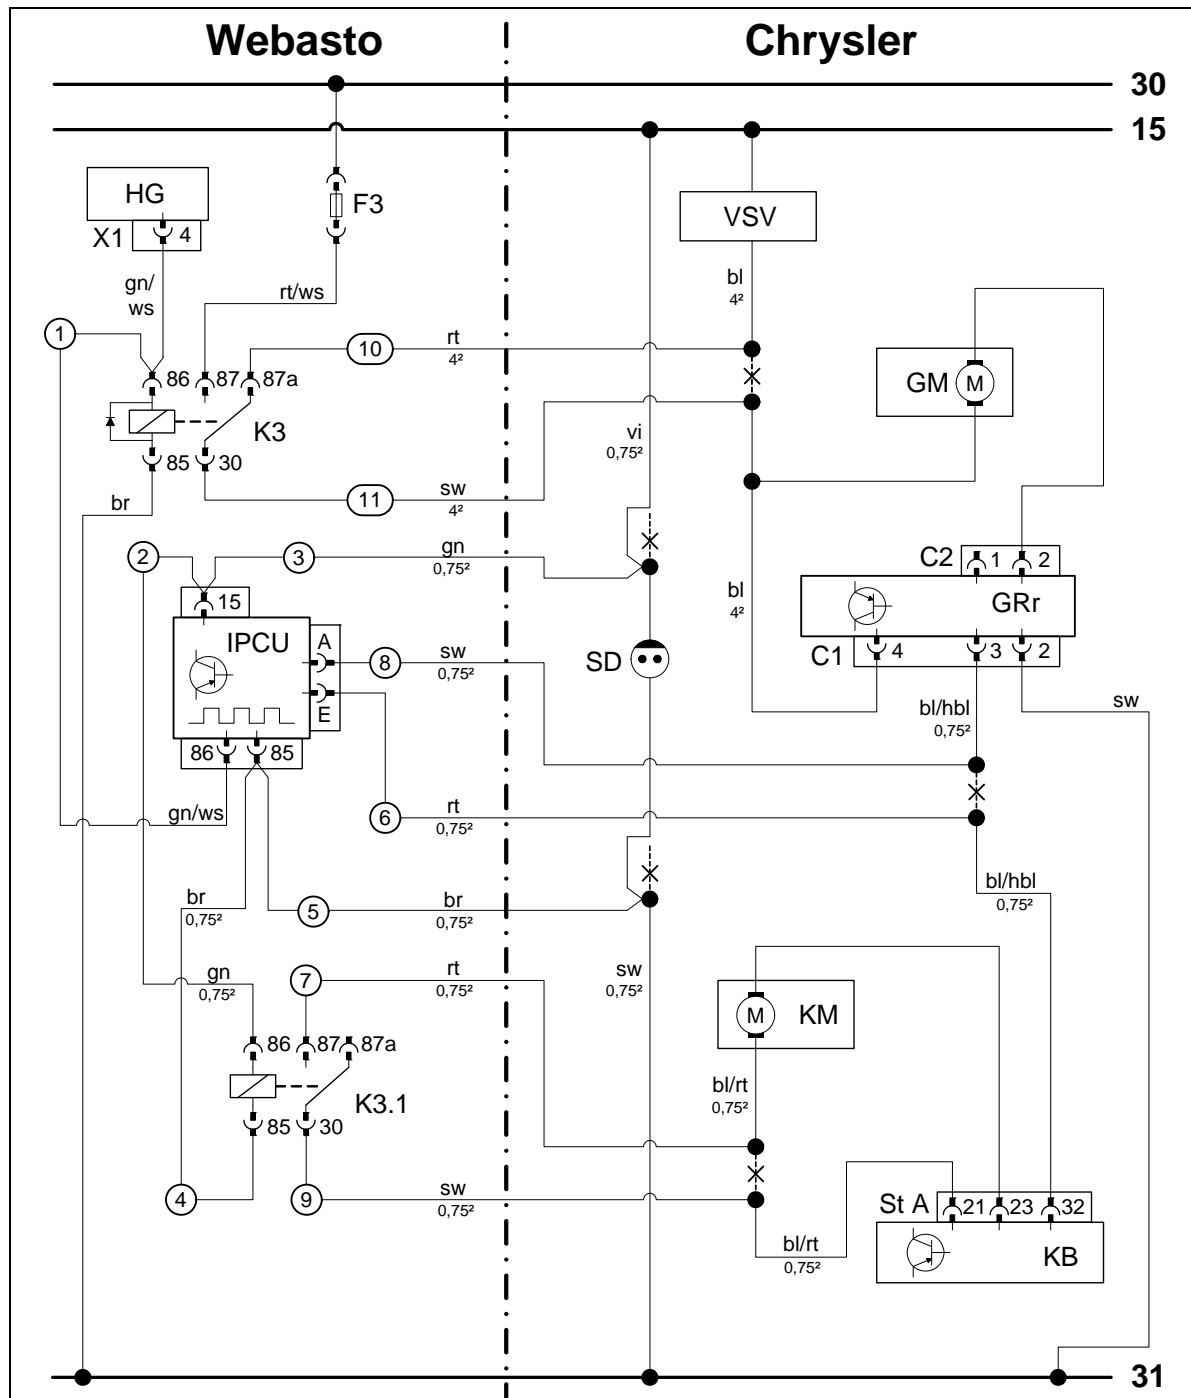 Webasto
Chrysler
30
15
HG
X1
4
F3
VSV
gn/
ws
rt/ws
bl
4²
1
10
rt
4²
86
87
87a
GM
M
K3
85
30
vi
0,75²
br
11
sw
4²
2
3
gn
0,75²
C2
1
2
15
bl
4²
GRr
IPCU
A
8
sw
0,75²
SD
C1
4
3
2
E
bl/hbl
0,75²
sw
86
85
gn/ws
6
rt
0,75²
br
0,75²
5
br
0,75²
bl/hbl
0,75²
gn
0,75²
7
rt
0,75²
sw
0,75²
M
KM
86
87
87a
bl/rt
0,75²
K3.1
85
30
4
9
sw
0,75²
St A
21
23
32
bl/rt
0,75²
KB
31